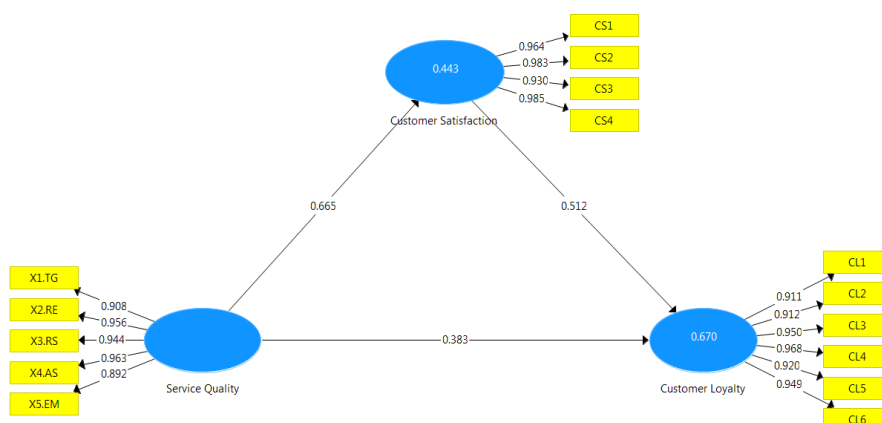 CS1
0.964
CS2
0.983
0.443
0.930
CS3
0.985
CS4
Customer Satisfaction
0.665
0.512
X1.TG
0.908
X2.RE
0.956
X3.RS
0.944
X4.AS
0.963
X5.EM
0.892
Service Quality
0.383
0.670
Customer Loyalty
CL1
0.911
CL2
0.912
CL3
0.950
CL4
0.968
CL5
0.920
CL6
0.949